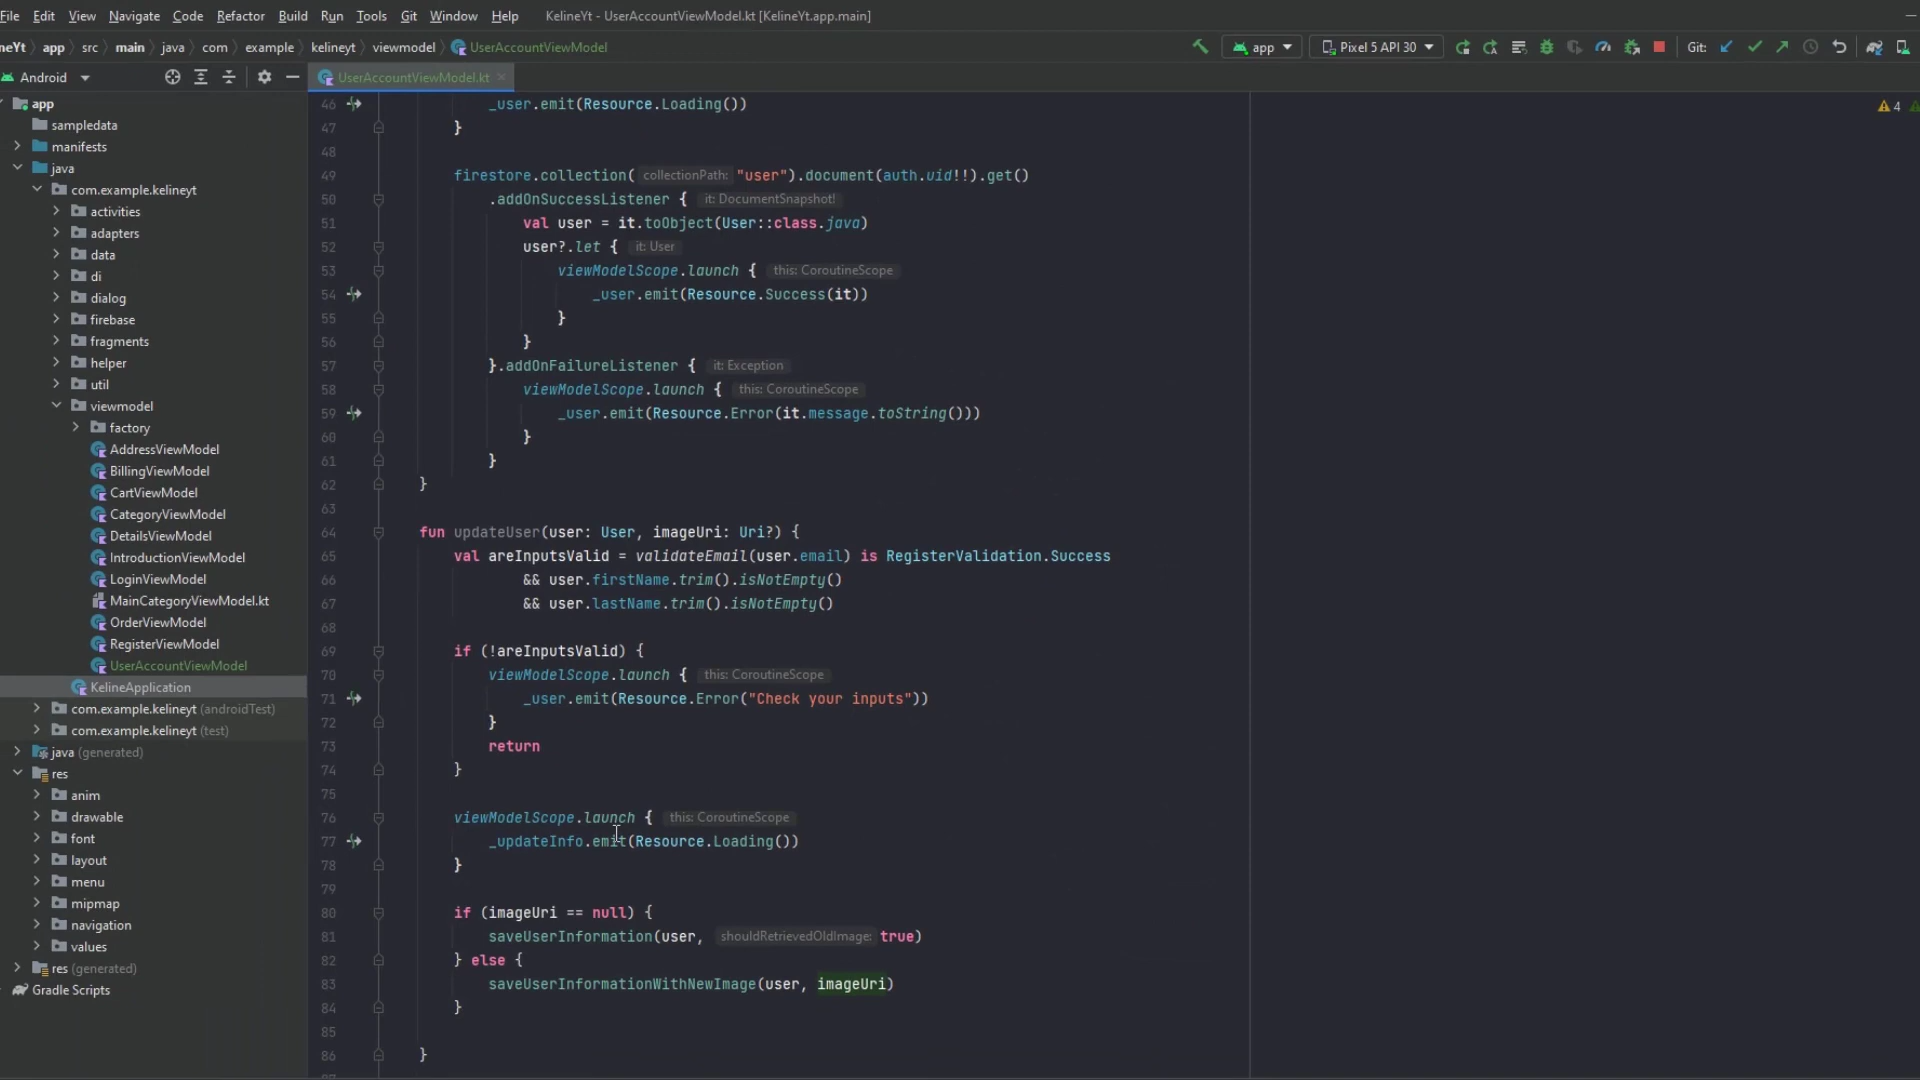 File Edit View Navigate Code Refactor Build Run Tools Git Window Help KelineYt - UserAccountViewModel.kt [KelineYt.app.main]
neYt app src main java com example kelineyt viewmodel UserAccountViewModel app Pixel 5 API 30 Git:
Android UserAccountViewModel.kt
app
sampledata
manifests
java
com.example.kelineyt
activities
adapters
data
di
dialog
firebase
fragments
helper
util
viewmodel
factory
AddressViewModel
BillingViewModel
CartViewModel
CategoryViewModel
DetailsViewModel
IntroductionViewModel
LoginViewModel
MainCategoryViewModel.kt
OrderViewModel
RegisterViewModel
UserAccountViewModel
KelineApplication
com.example.kelineyt (androidTest)
com.example.kelineyt (test)
java (generated)
res
anim
drawable
font
layout
menu
mipmap
navigation
values
res (generated)
Gradle Scripts
4
46 _user.emit(Resource.Loading())
47 }
48
49 firestore.collection( collectionPath: "user").document(auth.uid!!).get()
50 .addOnSuccessListener { it: DocumentSnapshot!
51 val user = it.toObject(User::class.java)
52 user?.let { it: User
53 viewModelScope.launch { this: CoroutineScope
54 _user.emit(Resource.Success(it))
55 }
56 }
57 }.addOnFailureListener { it: Exception
58 viewModelScope.launch { this: CoroutineScope
59 _user.emit(Resource.Error(it.message.toString()))
60 }
61 }
62 }
63
64 fun updateUser(user: User, imageUri: Uri?) {
65 val areInputsValid = validateEmail(user.email) is RegisterValidation.Success
66 && user.firstName.trim().isNotEmpty()
67 && user.lastName.trim().isNotEmpty()
68
69 if (!areInputsValid) {
70 viewModelScope.launch { this: CoroutineScope
71 _user.emit(Resource.Error("Check your inputs"))
72 }
73 return
74 }
75
76 viewModelScope.launch { this: CoroutineScope
77 _updateInfo.emit(Resource.Loading())
78 }
79
80 if (imageUri == null) {
81 saveUserInformation(user, shouldRetrievedOldImage: true)
82 } else {
83 saveUserInformationWithNewImage(user, imageUri)
84 }
85
86 }